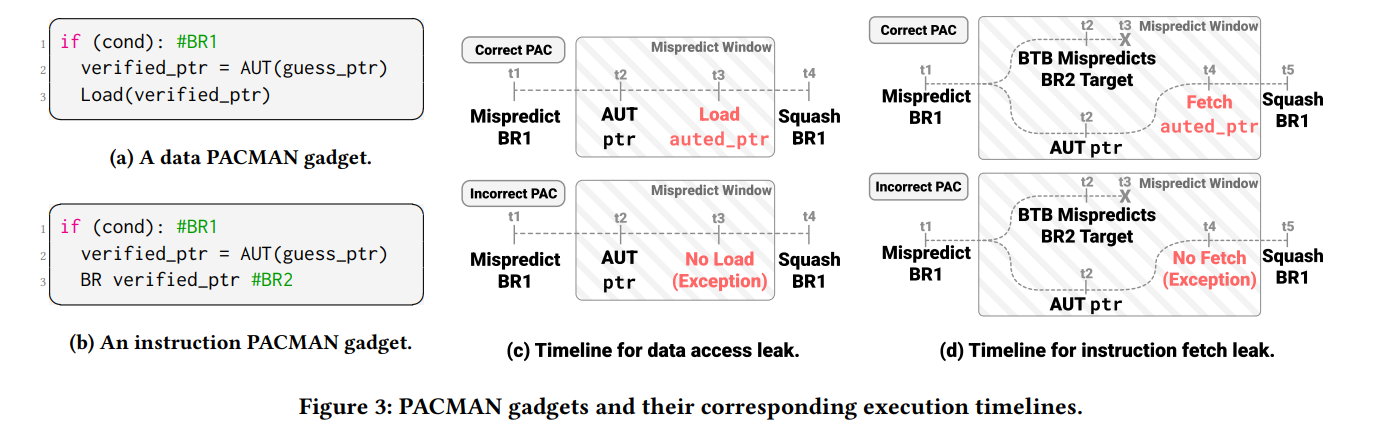 1 if (cond): #BR1
2 verified_ptr = AUT(guess_ptr)
3 Load(verified_ptr)
(a) A data PACMAN gadget.
1 if (cond): #BR1
2 verified_ptr = AUT(guess_ptr)
3 BR verified_ptr #BR2
(b) An instruction PACMAN gadget.
Correct PAC
Mispredict Window
t1 t2 t3 t4
Mispredict
BR1
AUT
ptr
Load
auted_ptr
Squash
BR1
Incorrect PAC
Mispredict Window
t1 t2 t3 t4
Mispredict
BR1
AUT
ptr
No Load
(Exception)
Squash
BR1
(c) Timeline for data access leak.
Correct PAC
t2 t3 Mispredict Window
X
BTB Mispredicts
BR2 Target
t1 t4 t5
Mispredict
BR1
Fetch
auted_ptr
Squash
BR1
t2
AUT ptr
Incorrect PAC
t2 t3 Mispredict Window
X
BTB Mispredicts
BR2 Target
t1 t4 t5
Mispredict
BR1
No Fetch
(Exception)
Squash
BR1
t2
AUT ptr
(d) Timeline for instruction fetch leak.
Figure 3: PACMAN gadgets and their corresponding execution timelines.